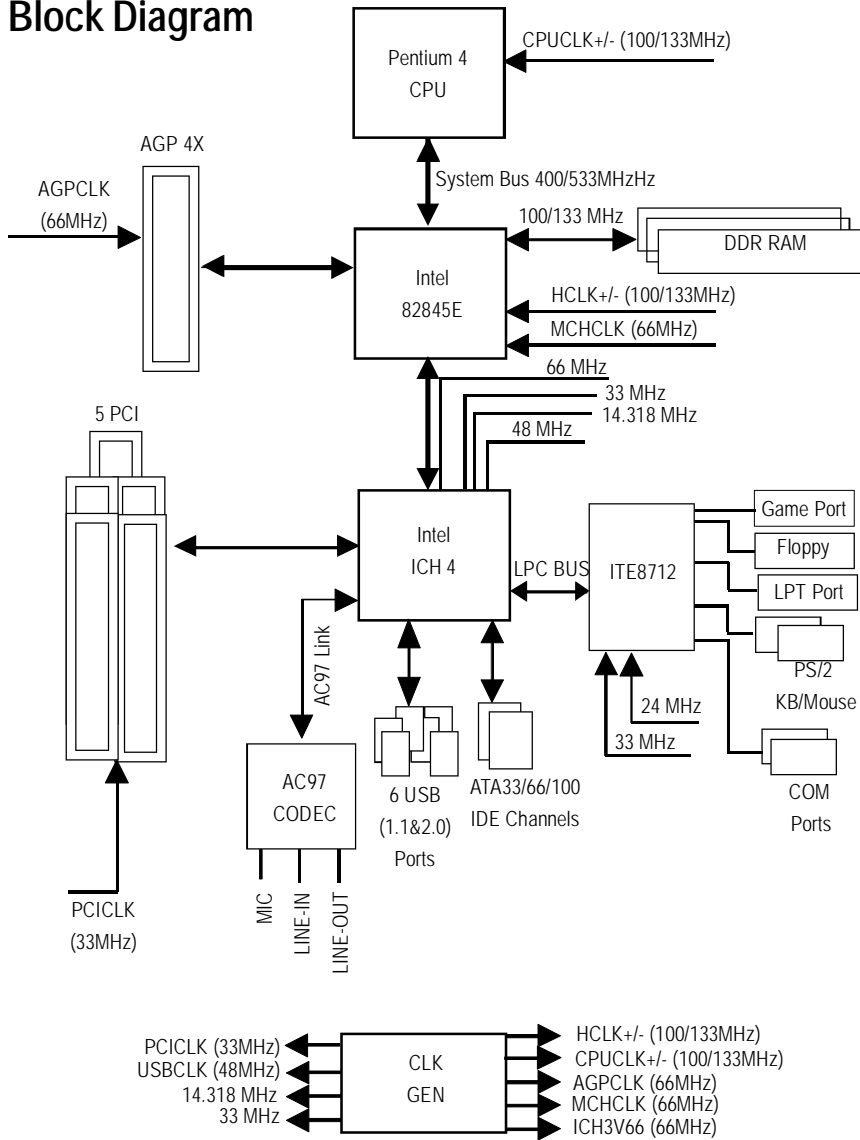 Block Diagram
Pentium 4
CPU
CPUCLK+/- (100/133MHz)
AGP 4X
AGPCLK
(66MHz)
System Bus 400/533MHzHz
100/133 MHz
DDR RAM
Intel
82845E
HCLK+/- (100/133MHz)
MCHCLK (66MHz)
66 MHz
33 MHz
14.318 MHz
48 MHz
5 PCI
Intel
ICH 4
LPC BUS
ITE8712
Game Port
Floppy
LPT Port
PS/2
KB/Mouse
24 MHz
33 MHz
COM
Ports
AC97 Link
AC97
CODEC
6 USB
(1.1&2.0)
Ports
ATA33/66/100
IDE Channels
MIC
LINE-IN
LINE-OUT
PCICLK
(33MHz)
PCICLK (33MHz)
USBCLK (48MHz)
14.318 MHz
33 MHz
CLK
GEN
HCLK+/- (100/133MHz)
CPUCLK+/- (100/133MHz)
AGPCLK (66MHz)
MCHCLK (66MHz)
ICH3V66 (66MHz)